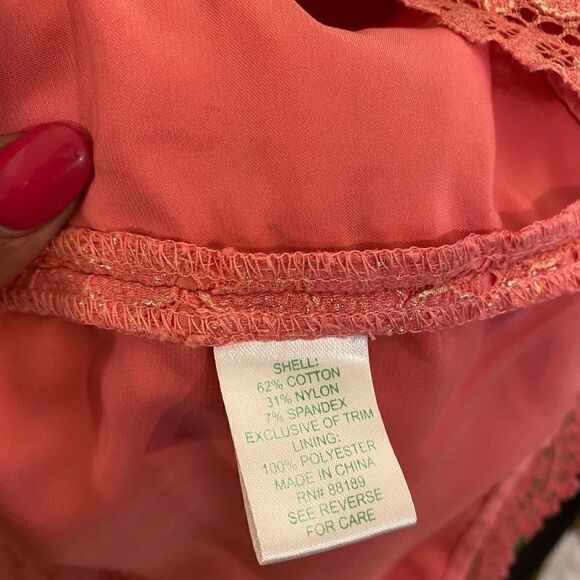 SHELL:
62% COTTON
31% NYLON
7% SPANDEX
EXCLUSIVE OF TRIM
LINING:
100% POLYESTER
MADE IN CHINA
RN# 88189
SEE REVERSE
FOR CARE